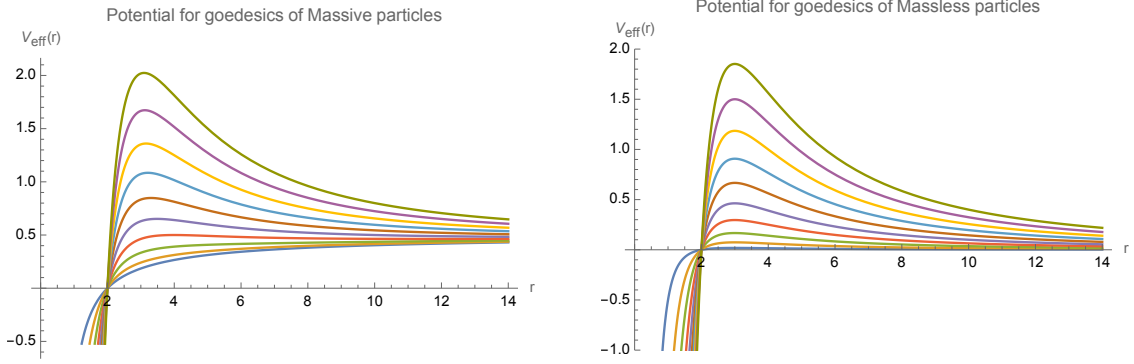 Potential for goedesics of Massive particles
V_eff(r)
2.0
1.5
1.0
0.5
-0.5
2 4 6 8 10 12 14 r
Potential for goedesics of Massless particles
V_eff(r)
2.0
1.5
1.0
0.5
-0.5
-1.0
2 4 6 8 10 12 14 r